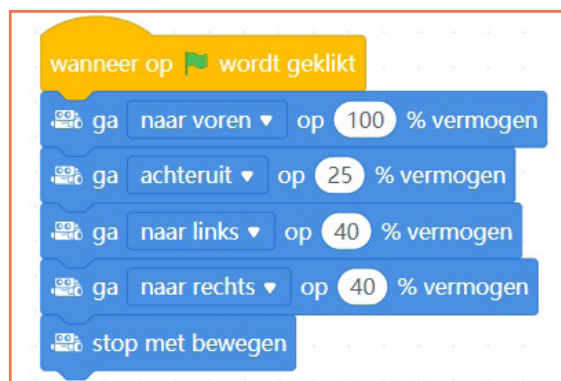 wanneer op wordt geklikt
ga naar voren op 100 % vermogen
ga achteruit op 25 % vermogen
ga naar links op 40 % vermogen
ga naar rechts op 40 % vermogen
stop met bewegen